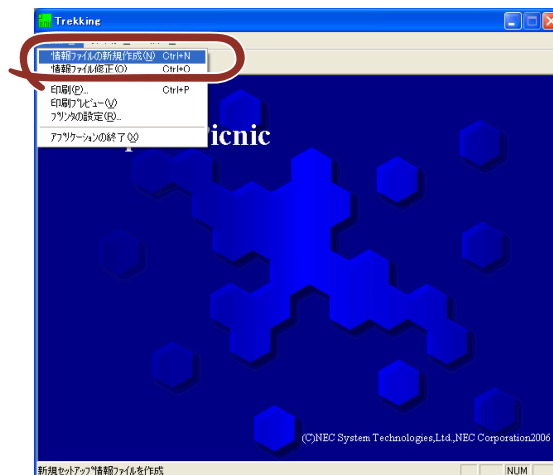 Trekking
情報ファイルの新規作成(N) Ctrl+N
情報ファイル修正(O) Ctrl+O
印刷(P)... Ctrl+P
印刷プレビュー(V)
プリンタの設定(R)...
アプリケーションの終了(X)
Picnic
(C)NEC System Technologies,Ltd.,NEC Corporation2006
新規セットアップ情報ファイルを作成
NUM